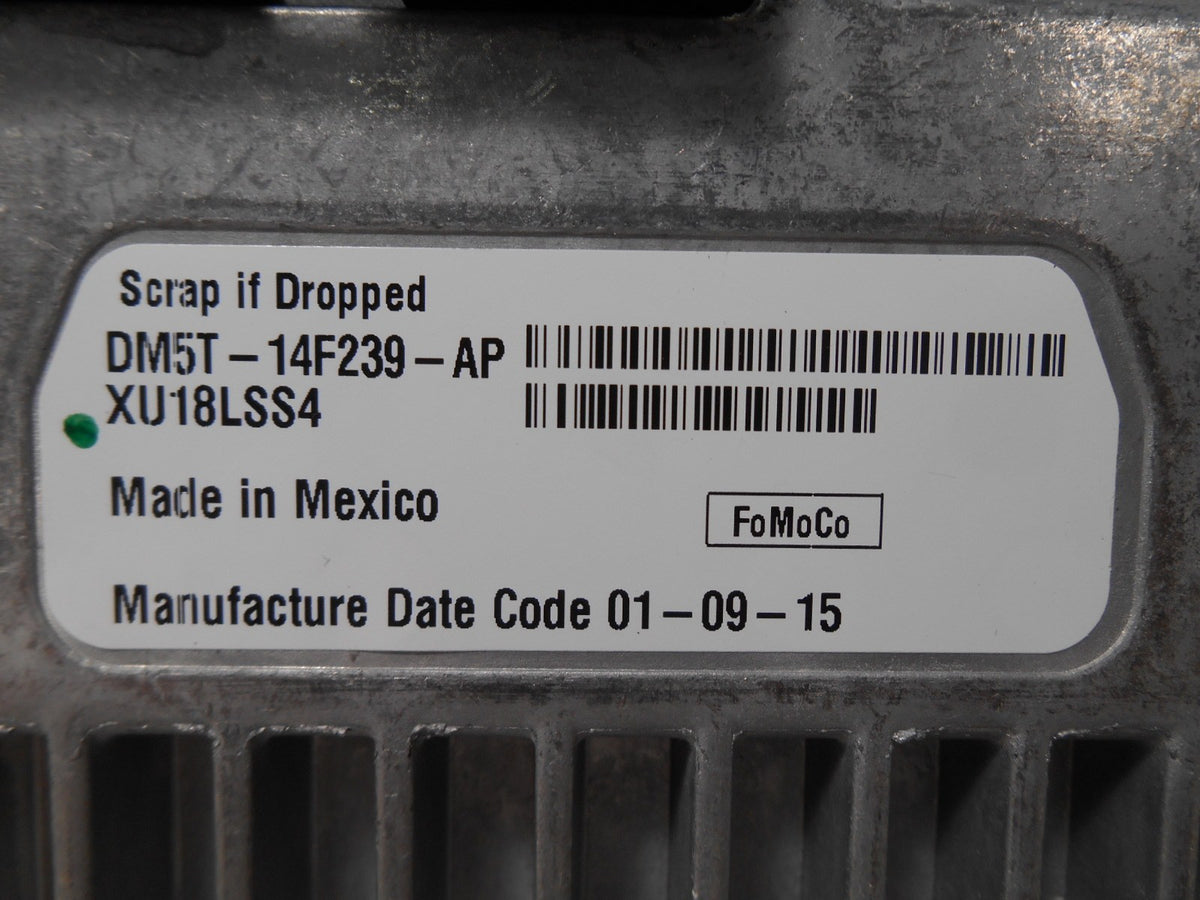 Scrap if Dropped
DM5T-14F239-AP
XU18LSS4
Made in Mexico
FoMoCo
Manufacture Date Code 01-09-15